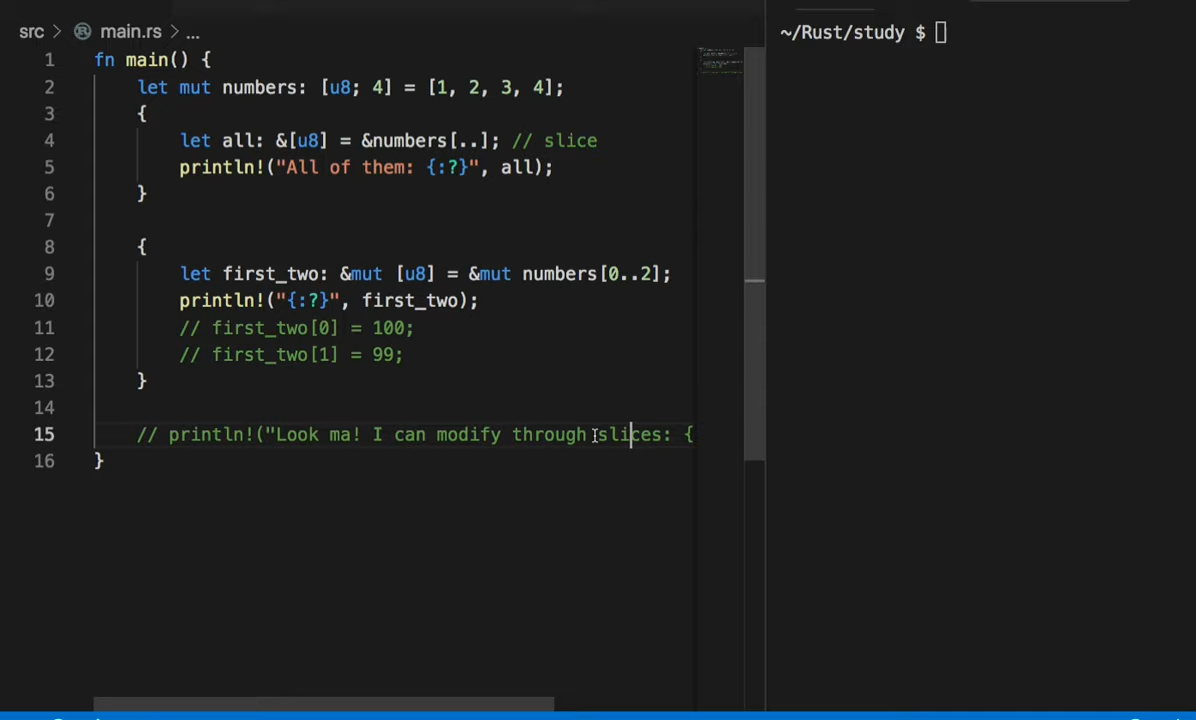 src > main.rs > ...
1 fn main() {
2 let mut numbers: [u8; 4] = [1, 2, 3, 4];
3 {
4 let all: &[u8] = &numbers[..]; // slice
5 println!("All of them: {:?}", all);
6 }
7
8 {
9 let first_two: &mut [u8] = &mut numbers[0..2];
10 println!("{:?}", first_two);
11 // first_two[0] = 100;
12 // first_two[1] = 99;
13 }
14
15 // println!("Look ma! I can modify through slices: {
16 }
~/Rust/study $